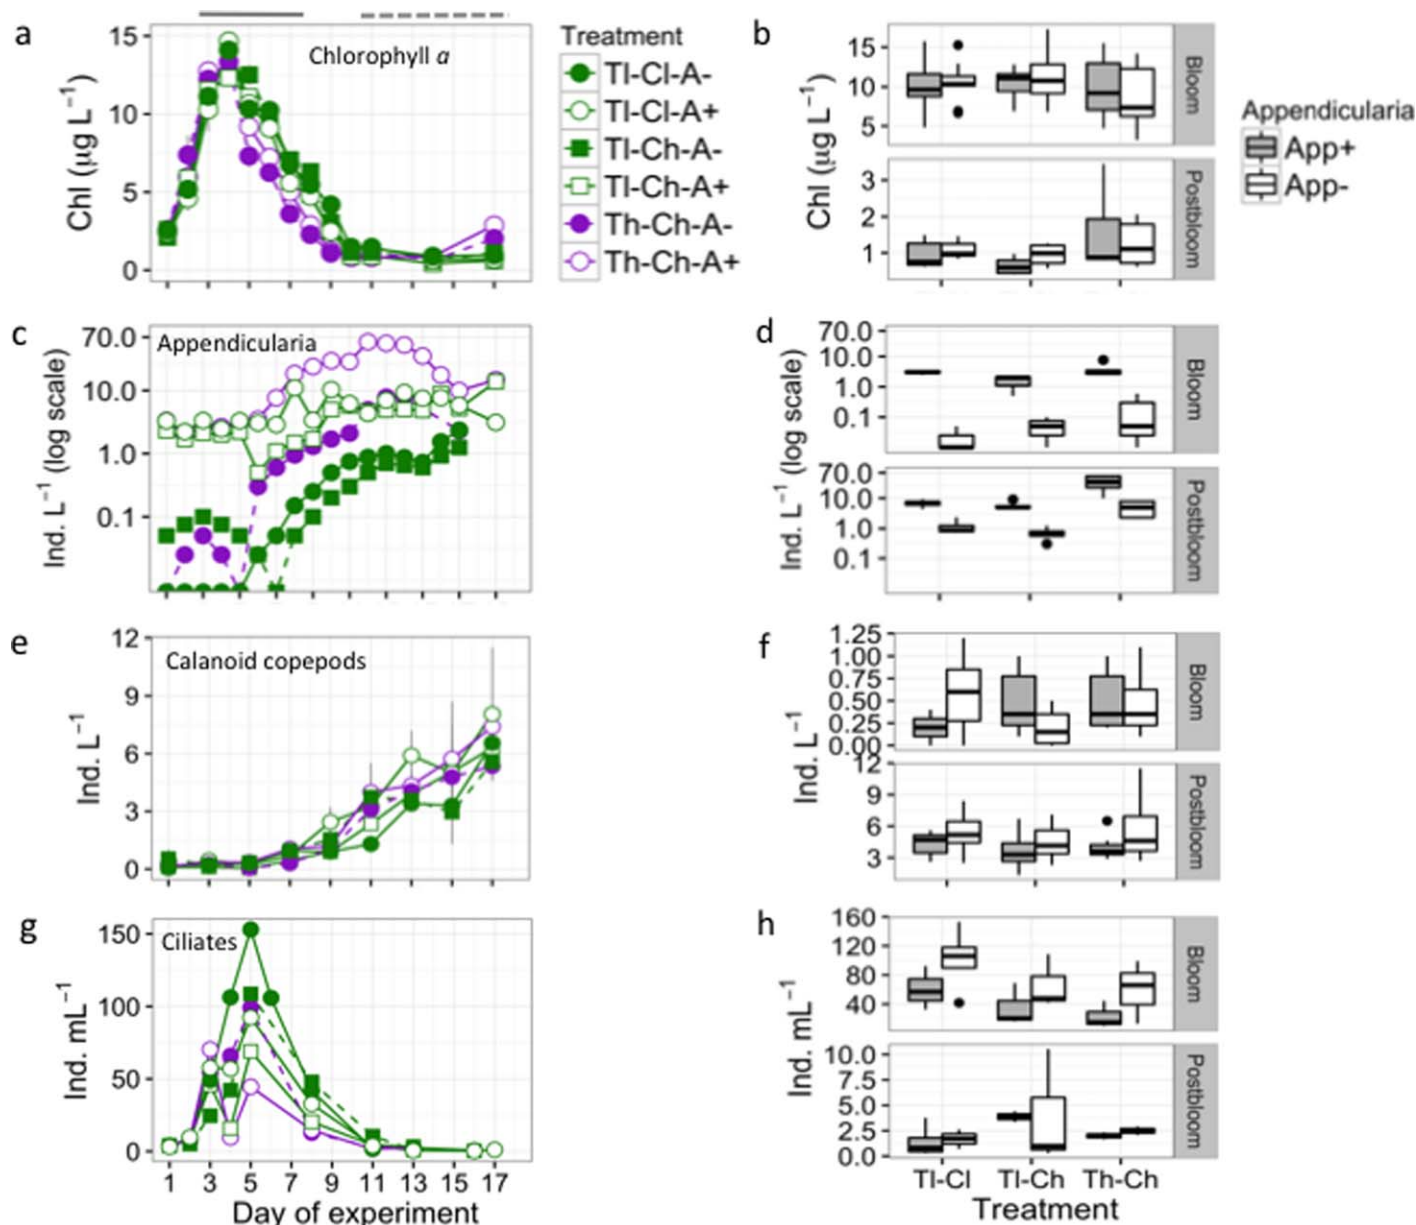 a
Chlorophyll a
Chl (µg L⁻¹)
15
10
5
0
Treatment
Tl-Cl-A-
Tl-Cl-A+
Tl-Ch-A-
Tl-Ch-A+
Th-Ch-A-
Th-Ch-A+
b
Chl (µg L⁻¹)
15
10
5
Bloom
3
2
1
Postbloom
Appendicularia
App+
App-
c
Appendicularia
Ind. L⁻¹ (log scale)
70.0
10.0
1.0
0.1
d
Ind. L⁻¹ (log scale)
70.0
10.0
1.0
0.1
Bloom
70.0
10.0
1.0
0.1
Postbloom
e
Calanoid copepods
Ind. L⁻¹
12
9
6
3
0
f
Ind. L⁻¹
1.25
1.00
0.75
0.50
0.25
0.00
Bloom
12
9
6
3
Postbloom
g
Ciliates
Ind. mL⁻¹
150
100
50
0
1 3 5 7 9 11 13 15 17
Day of experiment
h
Ind. mL⁻¹
160
120
80
40
Bloom
10.0
7.5
5.0
2.5
0.0
Postbloom
Tl-Cl Tl-Ch Th-Ch
Treatment